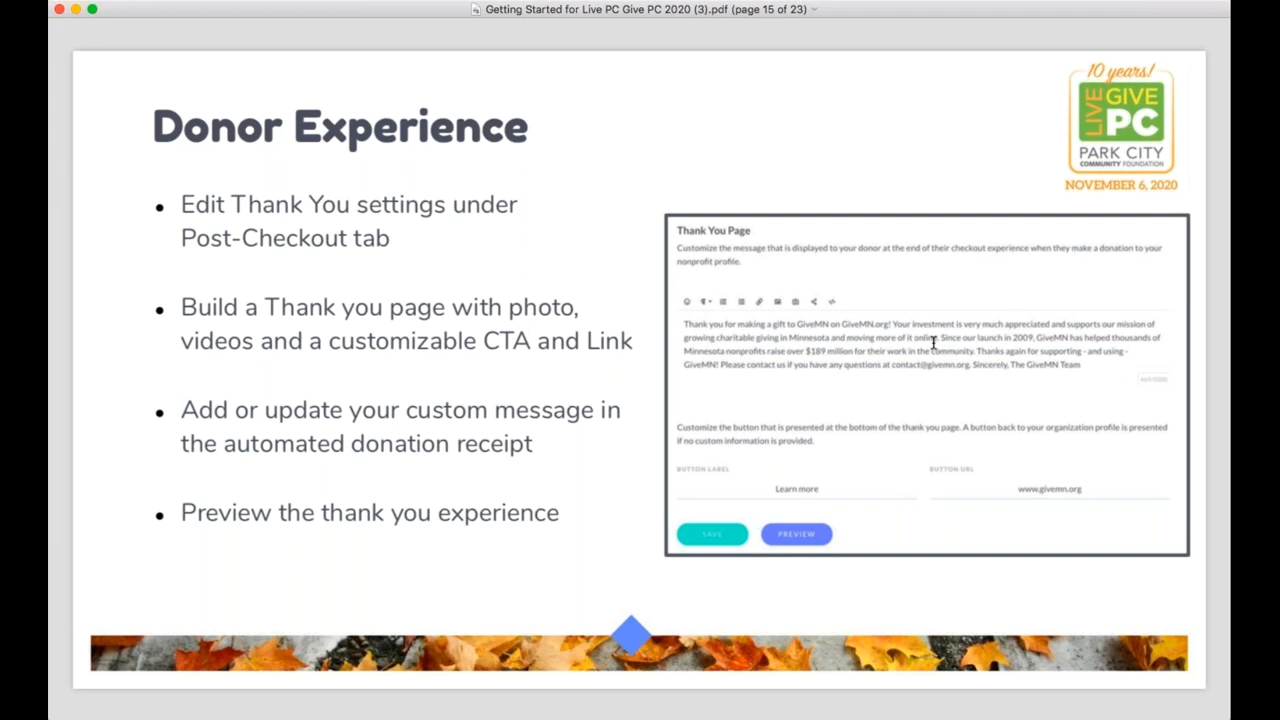 Getting Started for Live PC Give PC 2020 (3).pdf (page 15 of 23)
10 years!
LIVE
GIVE
PC
PARK CITY
COMMUNITY FOUNDATION
NOVEMBER 6, 2020
Donor Experience
• Edit Thank You settings under
Post-Checkout tab
• Build a Thank you page with photo,
videos and a customizable CTA and Link
• Add or update your custom message in
the automated donation receipt
• Preview the thank you experience
Thank You Page
Customize the message that is displayed to your donor at the end of their checkout experience when they make a donation to your
nonprofit profile.
Thank you for making a gift to GiveMN on GiveMN.org! Your investment is very much appreciated and supports our mission of
growing charitable giving in Minnesota and moving more of it online. Since our launch in 2009, GiveMN has helped thousands of
Minnesota nonprofits raise over $189 million for their work in the community. Thanks again for supporting - and using -
GiveMN! Please contact us if you have any questions at contact@givemn.org. Sincerely, The GiveMN Team
Customize the button that is presented at the bottom of the thank you page. A button back to your organization profile is presented
if no custom information is provided.
BUTTON LABEL BUTTON URL
Learn more www.givemn.org
SAVE PREVIEW